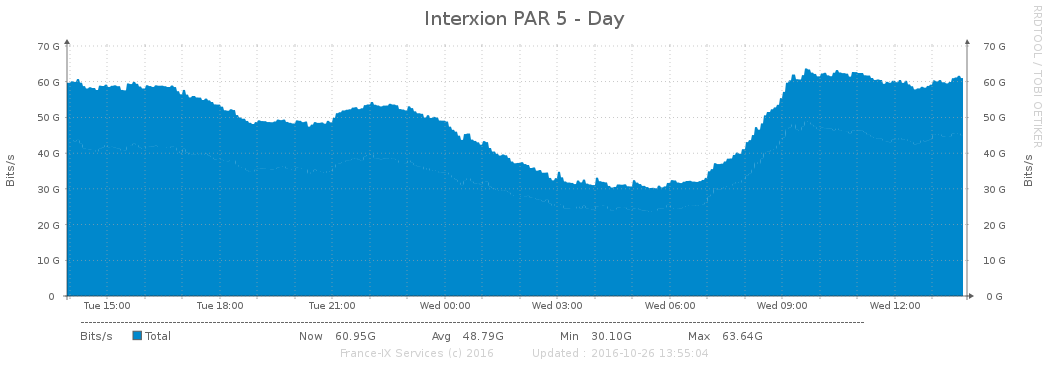 Interxion PAR 5 - Day
RRDTOOL / TOBI OETIKER
70 G 70 G
60 G 60 G
50 G 50 G
40 G 40 G
30 G 30 G
20 G 20 G
10 G 10 G
0 0 G
Bits/s
Bits/s
Tue 15:00 Tue 18:00 Tue 21:00 Wed 00:00 Wed 03:00 Wed 06:00 Wed 09:00 Wed 12:00
Bits/s Total Now 60.95G Avg 48.79G Min 30.10G Max 63.64G
France-IX Services (c) 2016 Updated : 2016-10-26 13:55:04